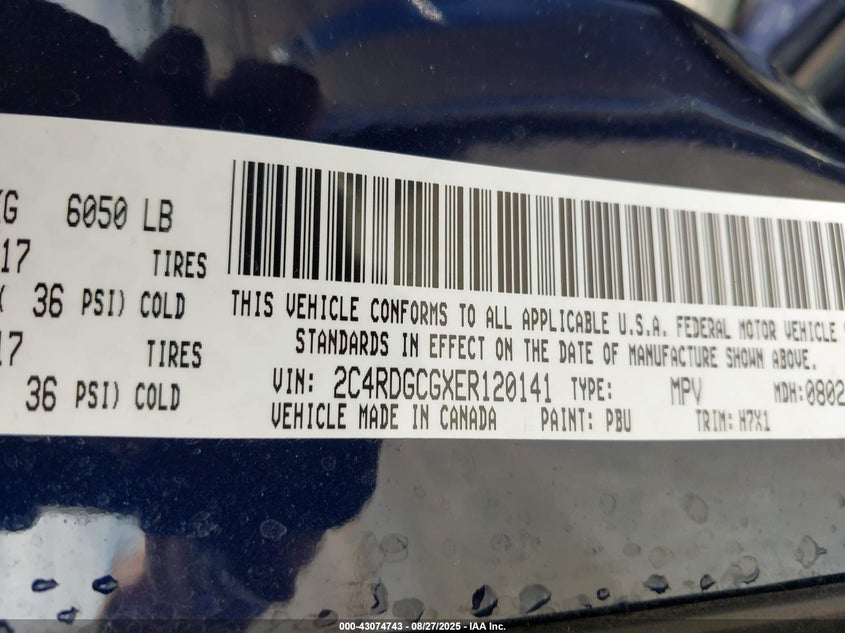 KG 6050 LB
17 TIRES
( 36 PSI) COLD
17 TIRES
36 PSI) COLD
THIS VEHICLE CONFORMS TO ALL APPLICABLE U.S.A. FEDERAL MOTOR VEHICLE
STANDARDS IN EFFECT ON THE DATE OF MANUFACTURE SHOWN ABOVE.
VIN: 2C4RDGCGXER120141 TYPE: MPV MDH: 0802
VEHICLE MADE IN CANADA PAINT: PBU TRIM: H7X1
000-43074743 - 08/27/2025 - IAA Inc.